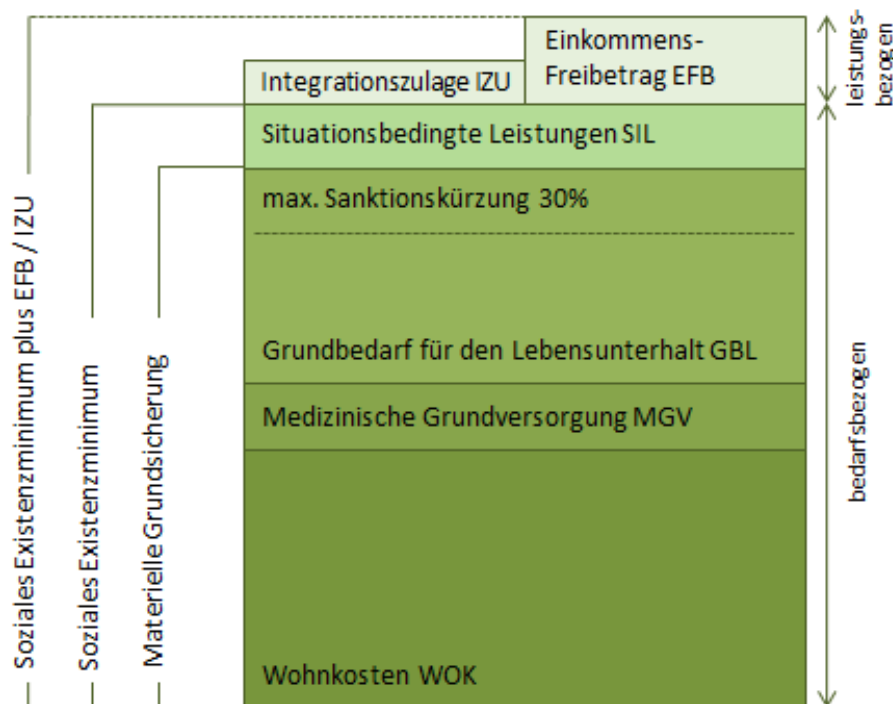 Einkommens-
Freibetrag EFB
Integrationszulage IZU
Situationsbedingte Leistungen SIL
max. Sanktionskürzung 30%
Grundbedarf für den Lebensunterhalt GBL
Medizinische Grundversorgung MGV
Wohnkosten WOK
Soziales Existenzminimum plus EFB / IZU
Soziales Existenzminimum
Materielle Grundsicherung
leistungs-
bezogen
bedarfsbezogen